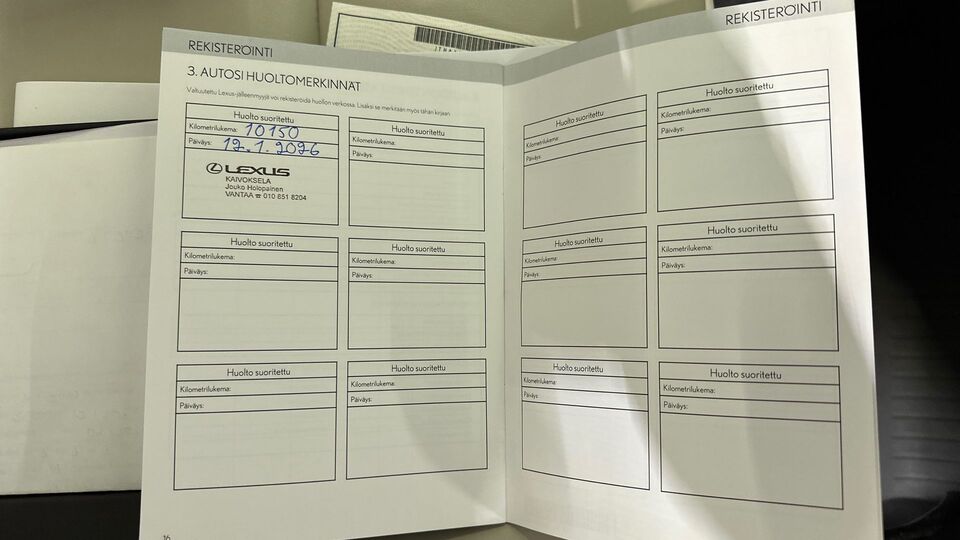 REKISTERÖINTI
3. AUTOSI HUOLTOMERKINNÄT
Valtuutettu Lexus-jälleenmyyjä voi rekisteröidä huollon verkossa. Lisäksi se merkitään myös tähän kirjaan
Huolto suoritettu
Kilometrilukema: 10150
Päiväys: 12.1.2026
LEXUS
KAIVOKSELA
Jouko Holopainen
VANTAA ☎ 010 851 8204
Huolto suoritettu
Kilometrilukema:
Päiväys:
Huolto suoritettu
Kilometrilukema:
Päiväys:
Huolto suoritettu
Kilometrilukema:
Päiväys:
Huolto suoritettu
Kilometrilukema:
Päiväys:
Huolto suoritettu
Kilometrilukema:
Päiväys:
16
REKISTERÖINTI
Huolto suoritettu
Kilometrilukema:
Päiväys:
Huolto suoritettu
Kilometrilukema:
Päiväys:
Huolto suoritettu
Kilometrilukema:
Päiväys:
Huolto suoritettu
Kilometrilukema:
Päiväys:
Huolto suoritettu
Kilometrilukema:
Päiväys:
Huolto suoritettu
Kilometrilukema:
Päiväys: